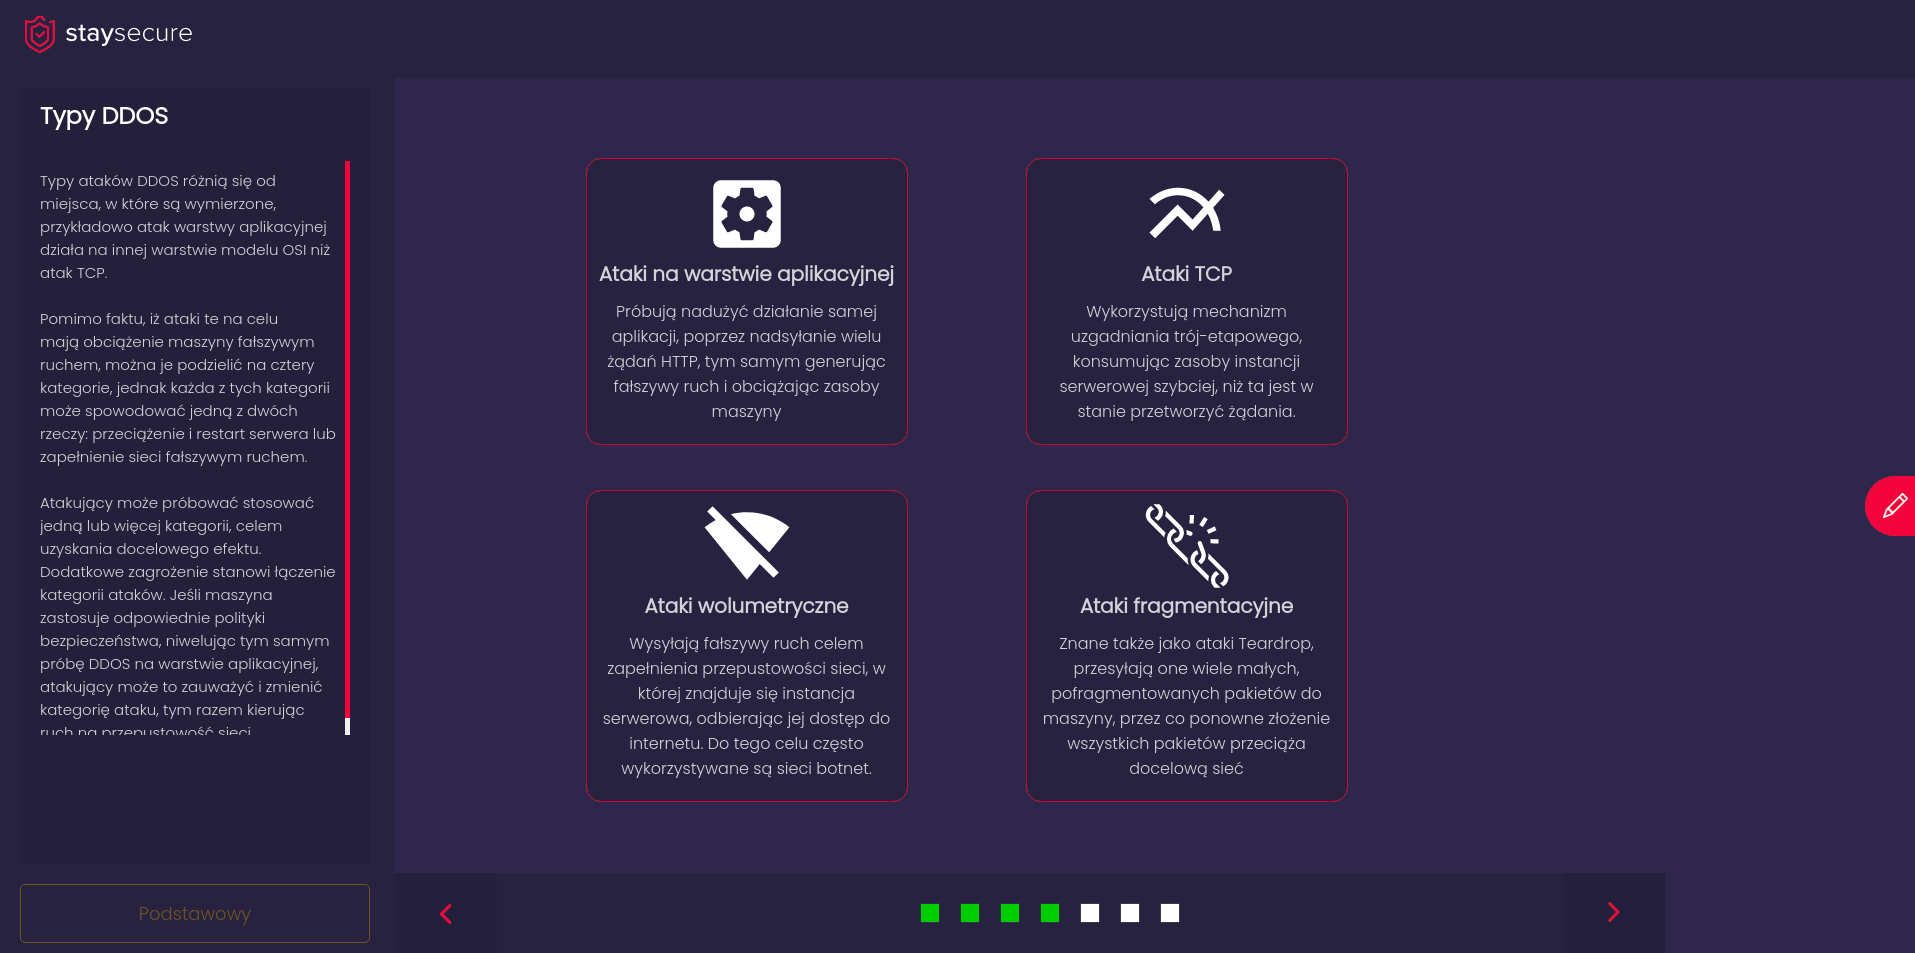 staysecure
Typy DDOS
Typy ataków DDOS różnią się od
miejsca, w które są wymierzone,
przykładowo atak warstwy aplikacyjnej
działa na innej warstwie modelu OSI niż
atak TCP.
Pomimo faktu, iż ataki te na celu
mają obciążenie maszyny fałszywym
ruchem, można je podzielić na cztery
kategorie, jednak każda z tych kategorii
może spowodować jedną z dwóch
rzeczy: przeciążenie i restart serwera lub
zapełnienie sieci fałszywym ruchem.
Atakujący może próbować stosować
jedną lub więcej kategorii, celem
uzyskania docelowego efektu.
Dodatkowe zagrożenie stanowi łączenie
kategorii ataków. Jeśli maszyna
zastosuje odpowiednie polityki
bezpieczeństwa, niwelując tym samym
próbę DDOS na warstwie aplikacyjnej,
atakujący może to zauważyć i zmienić
kategorię ataku, tym razem kierując
ruch na przepustowość sieci
Podstawowy
Ataki na warstwie aplikacyjnej
Próbują nadużyć działanie samej
aplikacji, poprzez nadsyłanie wielu
żądań HTTP, tym samym generując
fałszywy ruch i obciążając zasoby
maszyny
Ataki TCP
Wykorzystują mechanizm
uzgadniania trój-etapowego,
konsumując zasoby instancji
serwerowej szybciej, niż ta jest w
stanie przetworzyć żądania.
Ataki wolumetryczne
Wysyłają fałszywy ruch celem
zapełnienia przepustowości sieci, w
której znajduje się instancja
serwerowa, odbierając jej dostęp do
internetu. Do tego celu często
wykorzystywane są sieci botnet.
Ataki fragmentacyjne
Znane także jako ataki Teardrop,
przesyłają one wiele małych,
pofragmentowanych pakietów do
maszyny, przez co ponowne złożenie
wszystkich pakietów przeciąża
docelową sieć